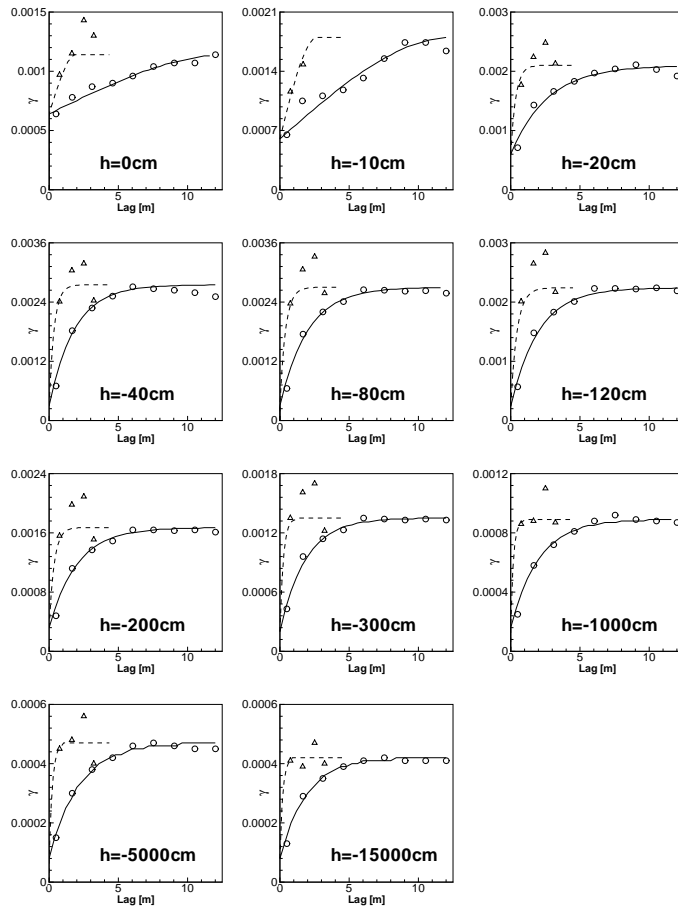 0.0015
0.001
0.0005
0
γ
h=0cm
0 5 10
Lag [m]
0.0021
0.0014
0.0007
0
γ
h=-10cm
0 5 10
Lag [m]
0.003
0.002
0.001
0
γ
h=-20cm
0 5 10
Lag [m]
0.0036
0.0024
0.0012
0
γ
h=-40cm
0 5 10
Lag [m]
0.0036
0.0024
0.0012
0
γ
h=-80cm
0 5 10
Lag [m]
0.003
0.002
0.001
0
γ
h=-120cm
0 5 10
Lag [m]
0.0024
0.0016
0.0008
0
γ
h=-200cm
0 5 10
Lag [m]
0.0018
0.0012
0.0006
0
γ
h=-300cm
0 5 10
Lag [m]
0.0012
0.0008
0.0004
0
γ
h=-1000cm
0 5 10
Lag [m]
0.0006
0.0004
0.0002
0
γ
h=-5000cm
0 5 10
Lag [m]
0.0006
0.0004
0.0002
0
γ
h=-15000cm
0 5 10
Lag [m]